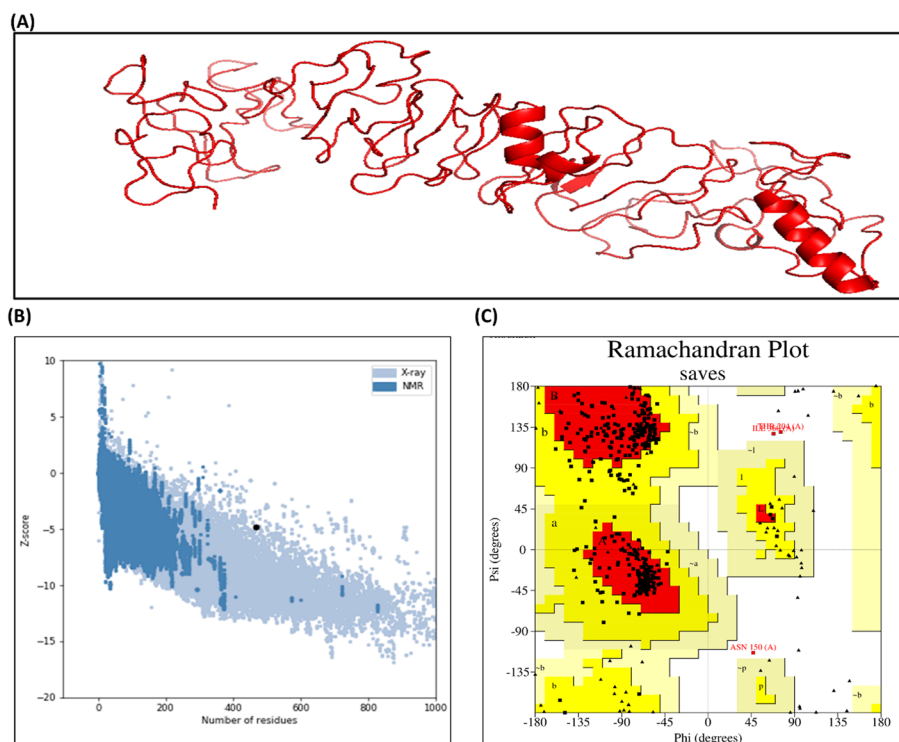 (A)
(B)
(C)
10
5
0
-5
-10
-15
-20
Z-score
X-ray
NMR
0
200
400
600
800
1000
Number of residues
Ramachandran Plot
saves
180
135
90
45
0
-45
-90
-135
-180
Psi (degrees)
B
b
~b
b
~b
a
~a
~l
l
ASN 150 (A)
~b
b
~p
p
~b
-180
-135
-90
-45
0
45
90
135
180
Phi (degrees)